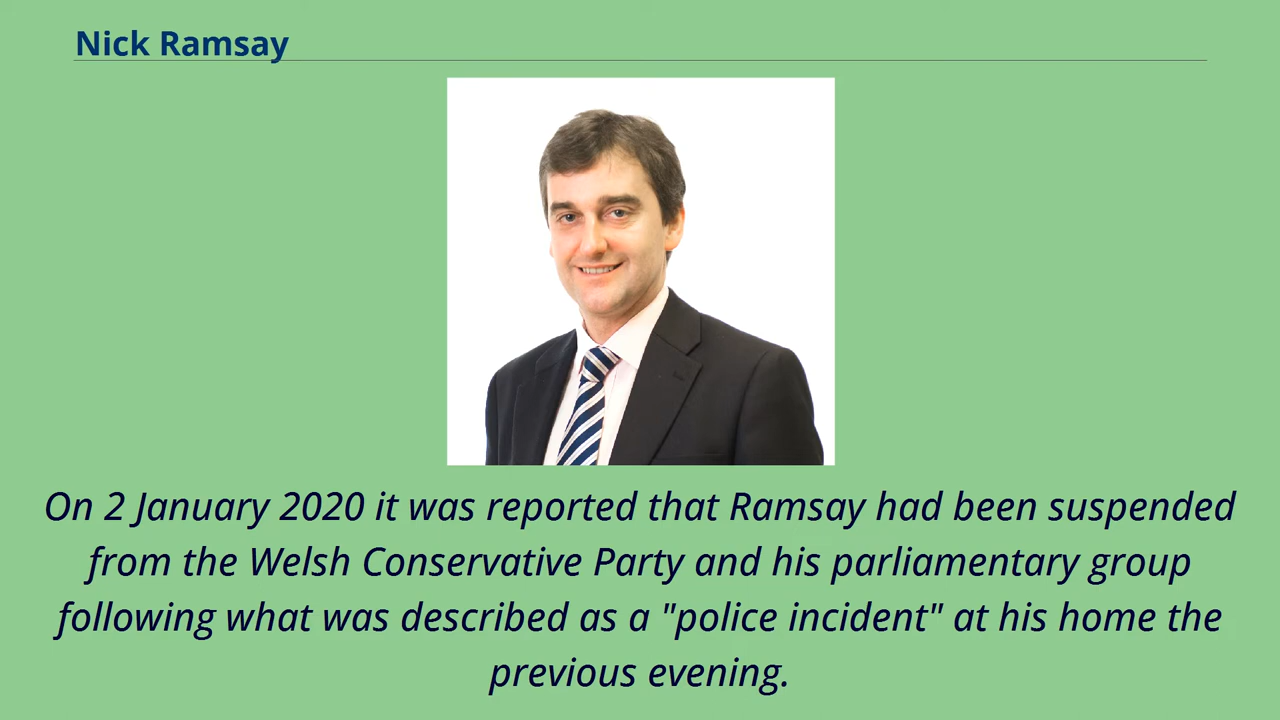 Nick Ramsay
On 2 January 2020 it was reported that Ramsay had been suspended
from the Welsh Conservative Party and his parliamentary group
following what was described as a "police incident" at his home the
previous evening.